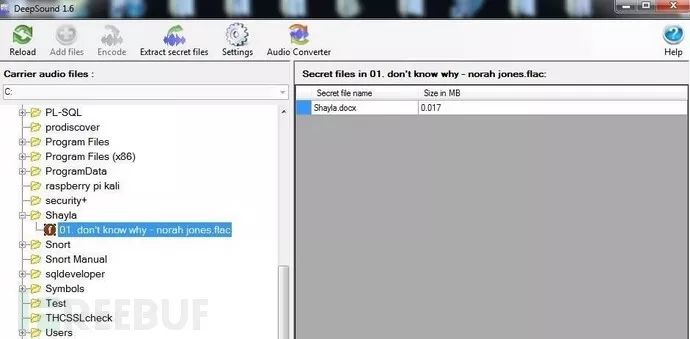 DeepSound 1.6
Reload
Add files
Encode
Extract secret files
Settings
Audio Converter
Help
Carrier audio files :
C:
PL-SQL
prodiscover
Program Files
Program Files (x86)
ProgramData
raspberry pi kali
security+
Shayla
01. don't know why - norah jones.flac
Snort
Snort Manual
sqldeveloper
Symbols
Test
THCSSLcheck
Users
Secret files in 01. don't know why - norah jones.flac:
Secret file name Size in MB
Shayla.docx 0.017
REEBUF